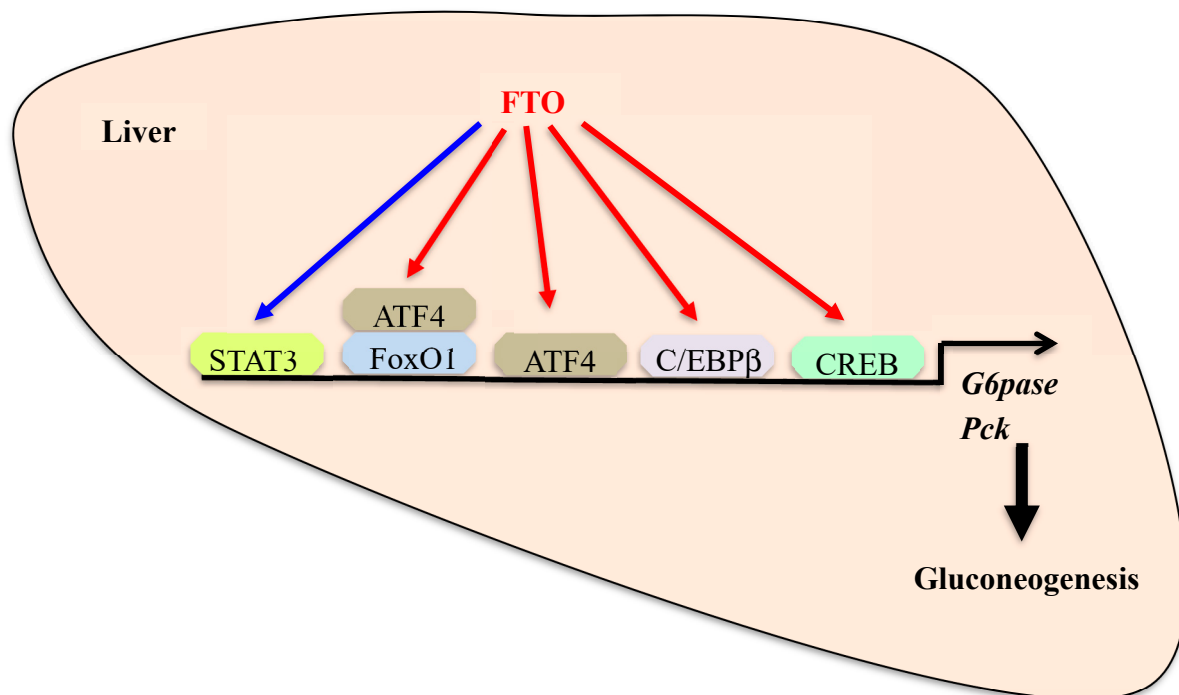 FTO
Liver
ATF4
STAT3
FoxO1
ATF4
C/EBPβ
CREB
G6pase
Pck
Gluconeogenesis